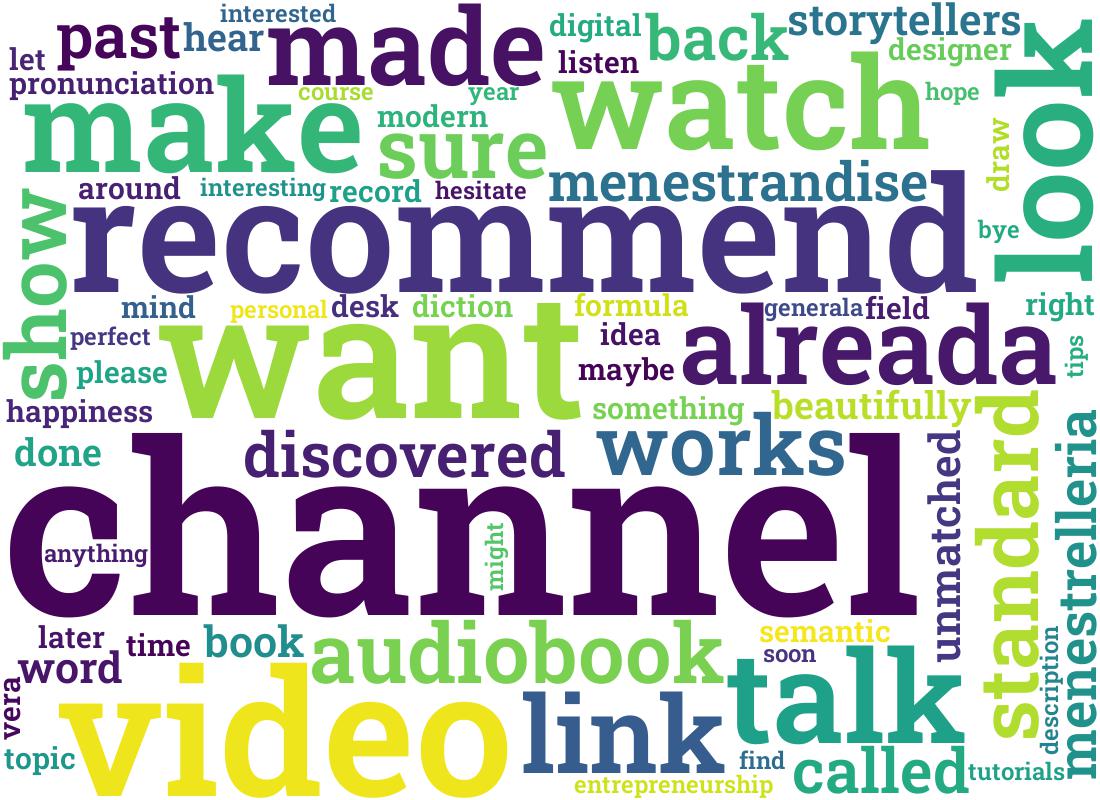 interested
let past hear made digital back storytellers
pronunciation listen designer
make course year watch hope look
modern sure draw
around interesting record hesitate menestrandise
show recommend bye
mind personal desk diction formula generala field right
perfect want idea alreada tips
please maybe
happiness something beautifully
done discovered works standard menestrelleria
channel unmatched
anything might
later time book audiobook semantic
word soon talk description
vera video link
topic find called tutorials
entrepreneurship